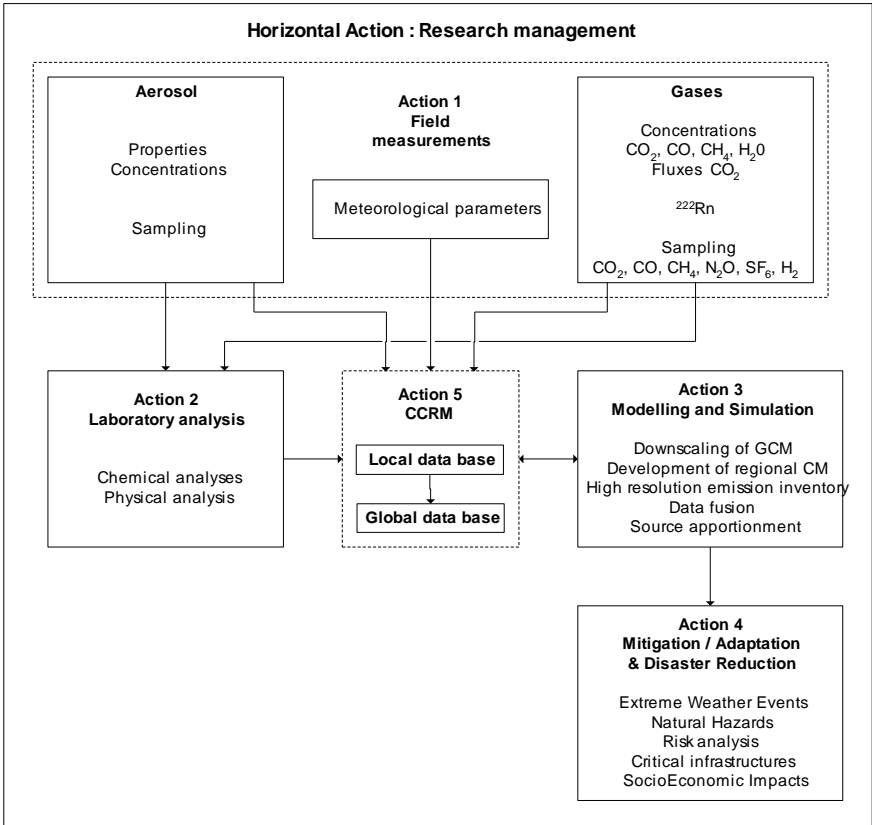 Horizontal Action : Research management
Aerosol
Properties
Concentrations
Sampling
Action 1
Field
measurements
Meteorological parameters
Gases
Concentrations
CO₂, CO, CH₄, H₂0
Fluxes CO₂
²²²Rn
Sampling
CO₂, CO, CH₄, N₂O, SF₆, H₂
Action 2
Laboratory analysis
Chemical analyses
Physical analysis
Action 5
CCRM
Local data base
Global data base
Action 3
Modelling and Simulation
Downscaling of GCM
Development of regional CM
High resolution emission inventory
Data fusion
Source apportionment
Action 4
Mitigation / Adaptation
& Disaster Reduction
Extreme Weather Events
Natural Hazards
Risk analysis
Critical infrastructures
SocioEconomic Impacts